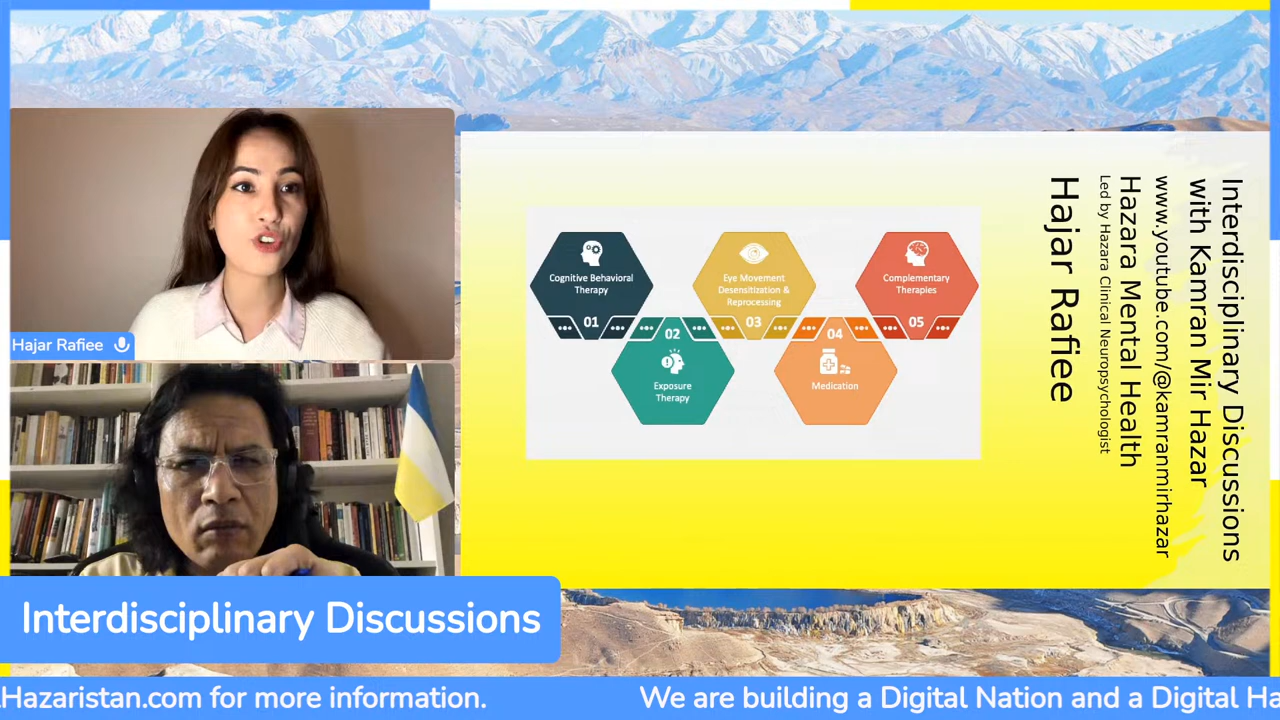 Hajar Rafiee
Interdisciplinary Discussions
Hazaristan.com for more information.
We are building a Digital Nation and a Digital Ha
Cognitive Behavioral
Therapy
01
02
Exposure
Therapy
Eye Movement
Desensitization &
Reprocessing
03
04
Medication
Complementary
Therapies
05
Interdisciplinary Discussions
with Kamran Mir Hazar
www.youtube.com/@kamranmirhazar
Hazara Mental Health
Led by Hazara Clinical Neuropsychologist
Hajar Rafiee